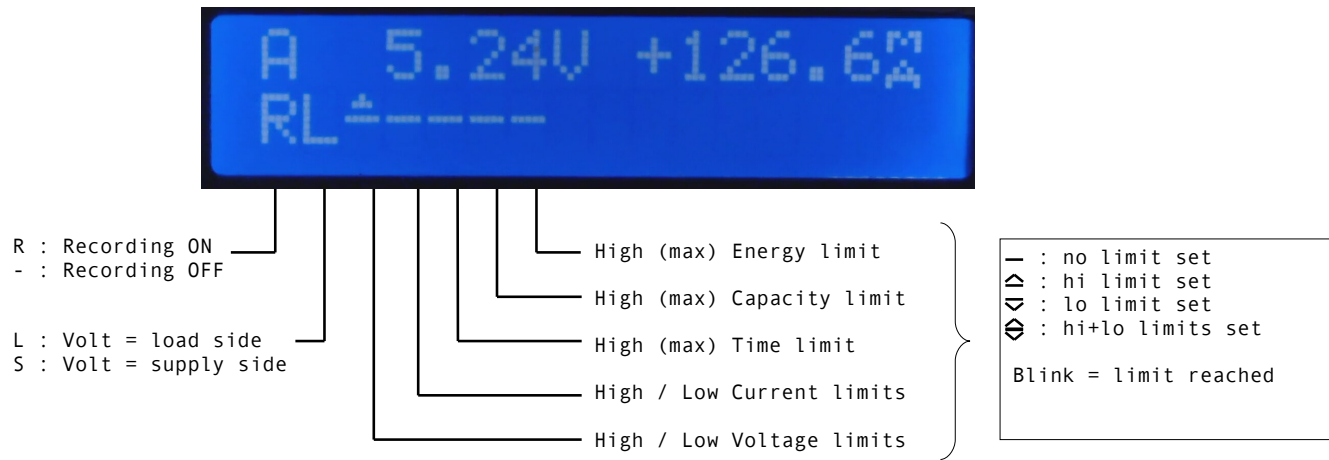 A 5.24V +126.6mA
RL≐----
R : Recording ON
- : Recording OFF
L : Volt = load side
S : Volt = supply side
High (max) Energy limit
High (max) Capacity limit
High (max) Time limit
High / Low Current limits
High / Low Voltage limits
— : no limit set
: hi limit set
: lo limit set
: hi+lo limits set
Blink = limit reached